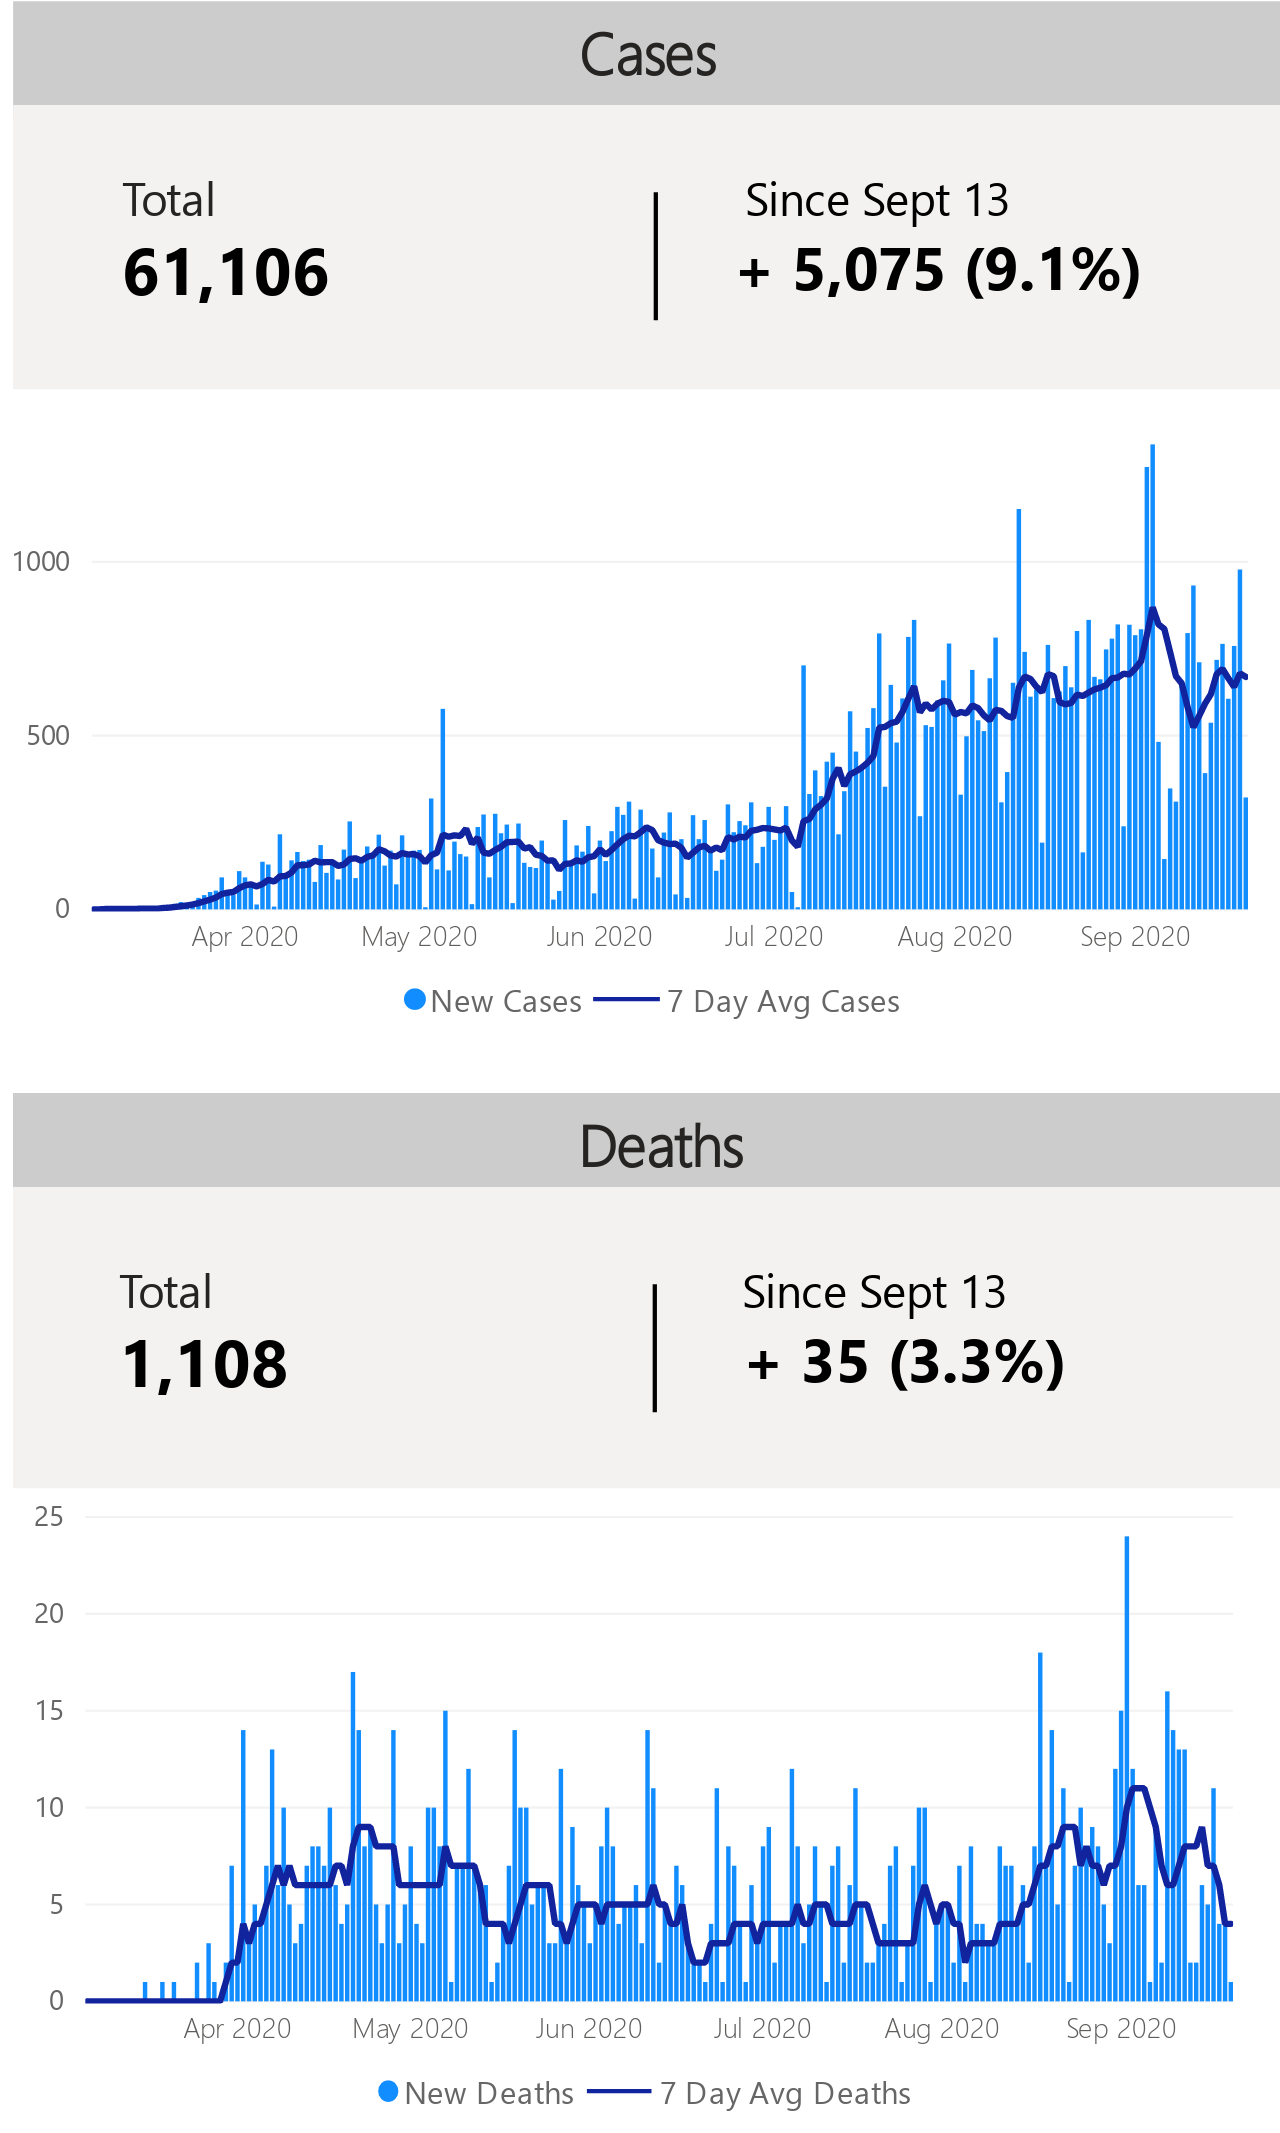 Cases
Total
Since Sept 13
61,106
+ 5,075 (9.1%)
1000
500
0
Apr 2020 May 2020 Jun 2020 Jul 2020 Aug 2020 Sep 2020
New Cases 7 Day Avg Cases
Deaths
Total
Since Sept 13
1,108
+ 35 (3.3%)
25
20
15
10
5
0
Apr 2020 May 2020 Jun 2020 Jul 2020 Aug 2020 Sep 2020
New Deaths 7 Day Avg Deaths